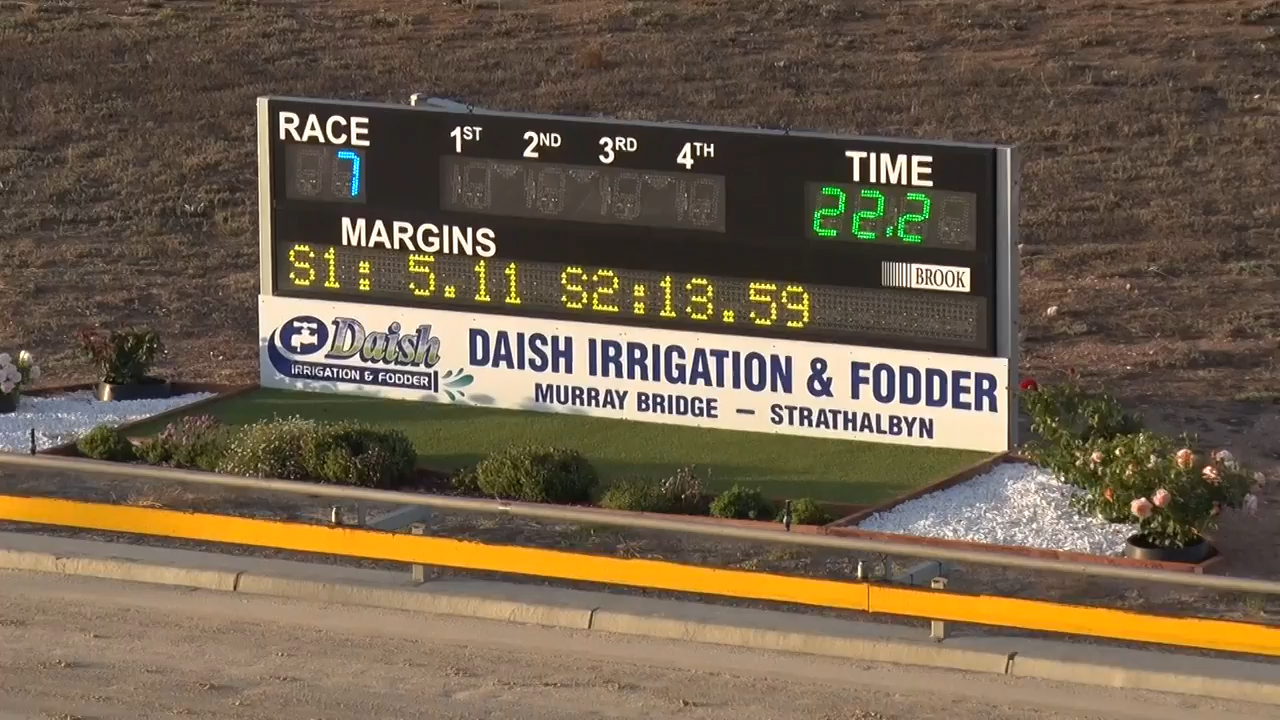 RACE 1ST 2ND 3RD 4TH TIME
7 22.2
MARGINS
S1: 5.11 S2:13.59
BROOK
Daish
IRRIGATION & FODDER
DAISH IRRIGATION & FODDER
MURRAY BRIDGE – STRATHALBYN